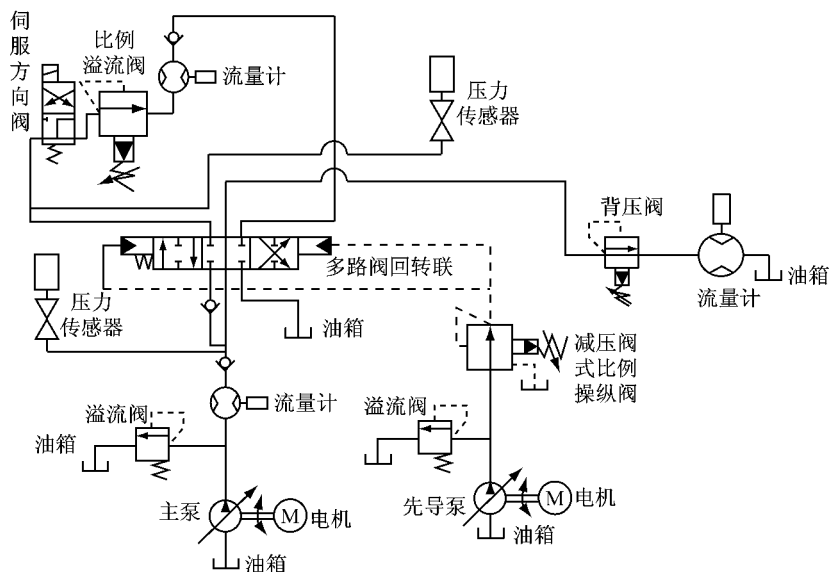 伺
服
方
向
阀
比例
溢流阀
流量计
压力
传感器
背压阀
油箱
流量计
多路阀回转联
压力
传感器
油箱
减压阀
式比例
操纵阀
流量计
溢流阀
油箱
溢流阀
油箱
主泵
M
电机
油箱
先导泵
M
电机
油箱